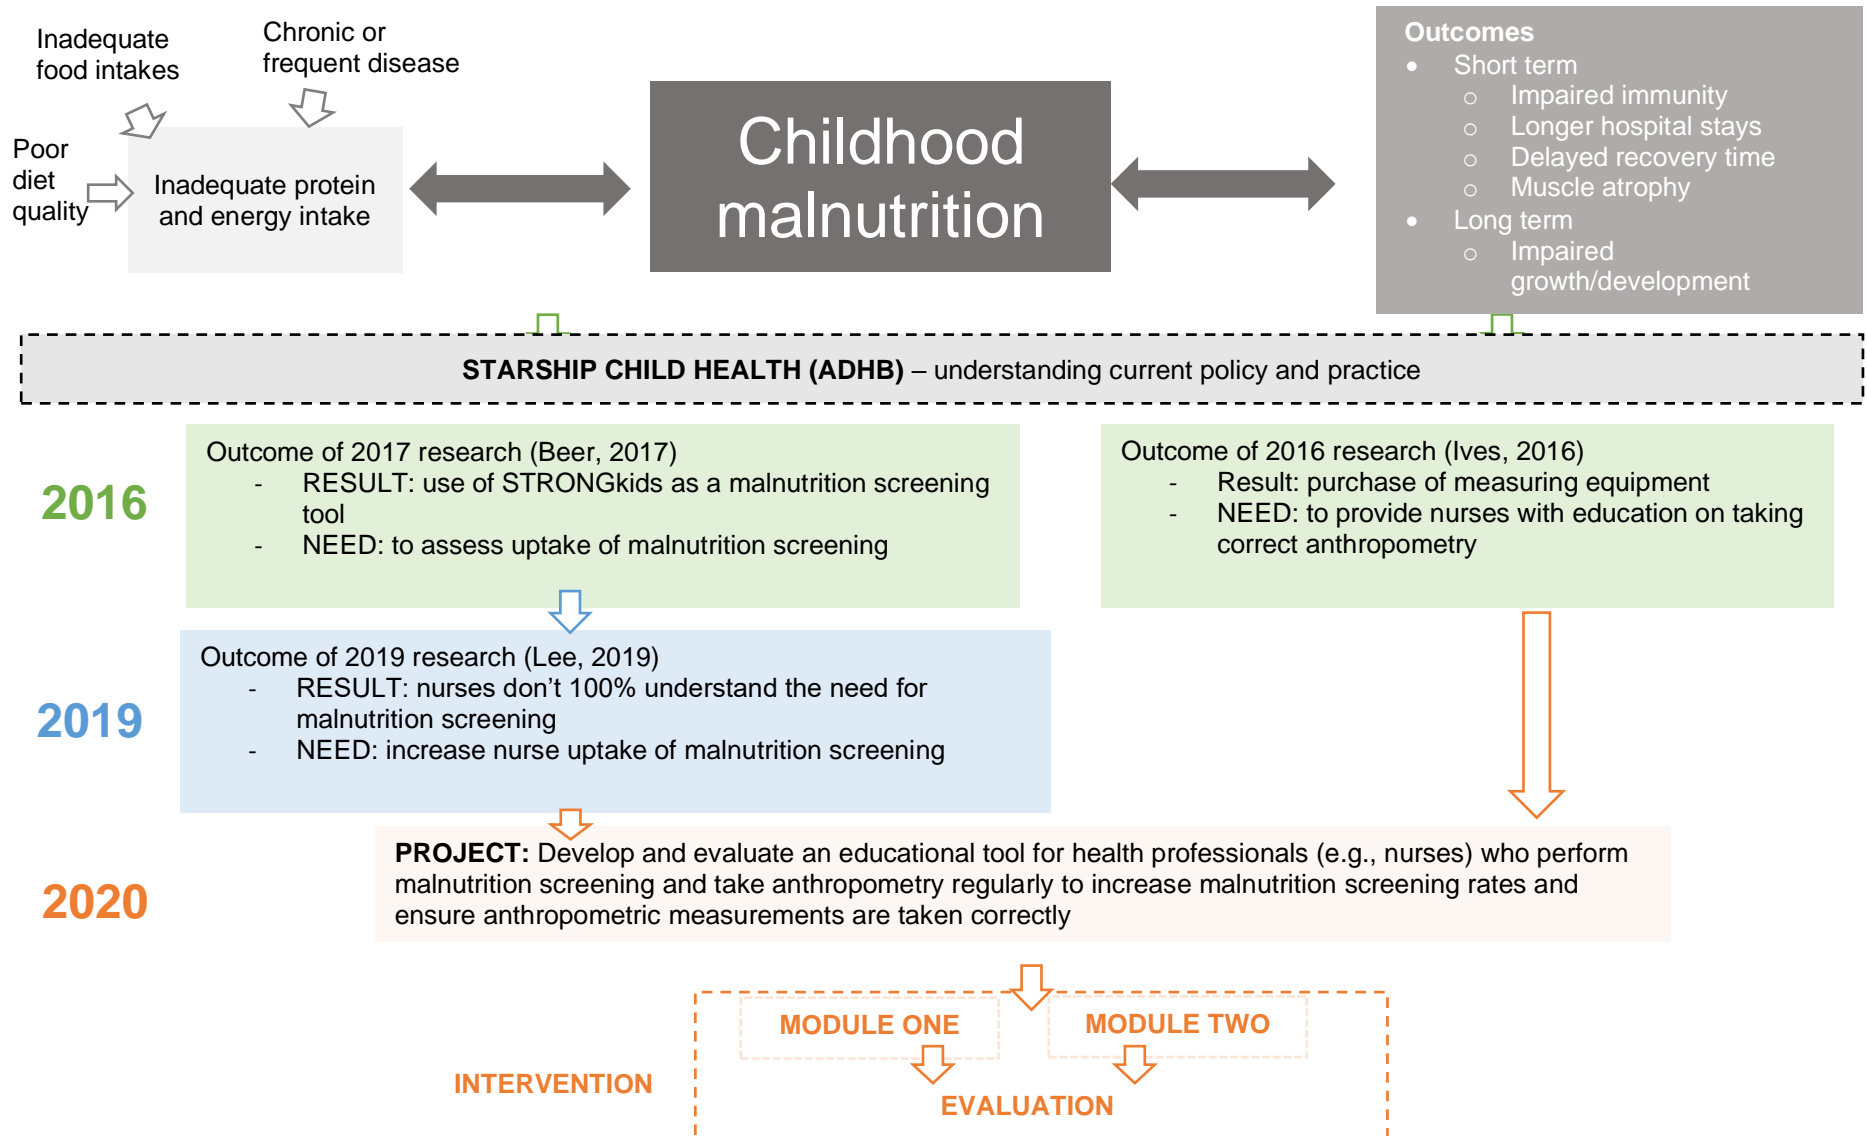 Inadequate
food intakes
Chronic or
frequent disease
Poor
diet
quality
Inadequate protein
and energy intake
Childhood
malnutrition
Outcomes
• Short term
o Impaired immunity
o Longer hospital stays
o Delayed recovery time
o Muscle atrophy
• Long term
o Impaired
growth/development
STARSHIP CHILD HEALTH (ADHB) – understanding current policy and practice
2016
Outcome of 2017 research (Beer, 2017)
- RESULT: use of STRONGkids as a malnutrition screening
tool
- NEED: to assess uptake of malnutrition screening
Outcome of 2016 research (Ives, 2016)
- Result: purchase of measuring equipment
- NEED: to provide nurses with education on taking
correct anthropometry
2019
Outcome of 2019 research (Lee, 2019)
- RESULT: nurses don’t 100% understand the need for
malnutrition screening
- NEED: increase nurse uptake of malnutrition screening
2020
PROJECT: Develop and evaluate an educational tool for health professionals (e.g., nurses) who perform
malnutrition screening and take anthropometry regularly to increase malnutrition screening rates and
ensure anthropometric measurements are taken correctly
MODULE ONE
MODULE TWO
INTERVENTION
EVALUATION